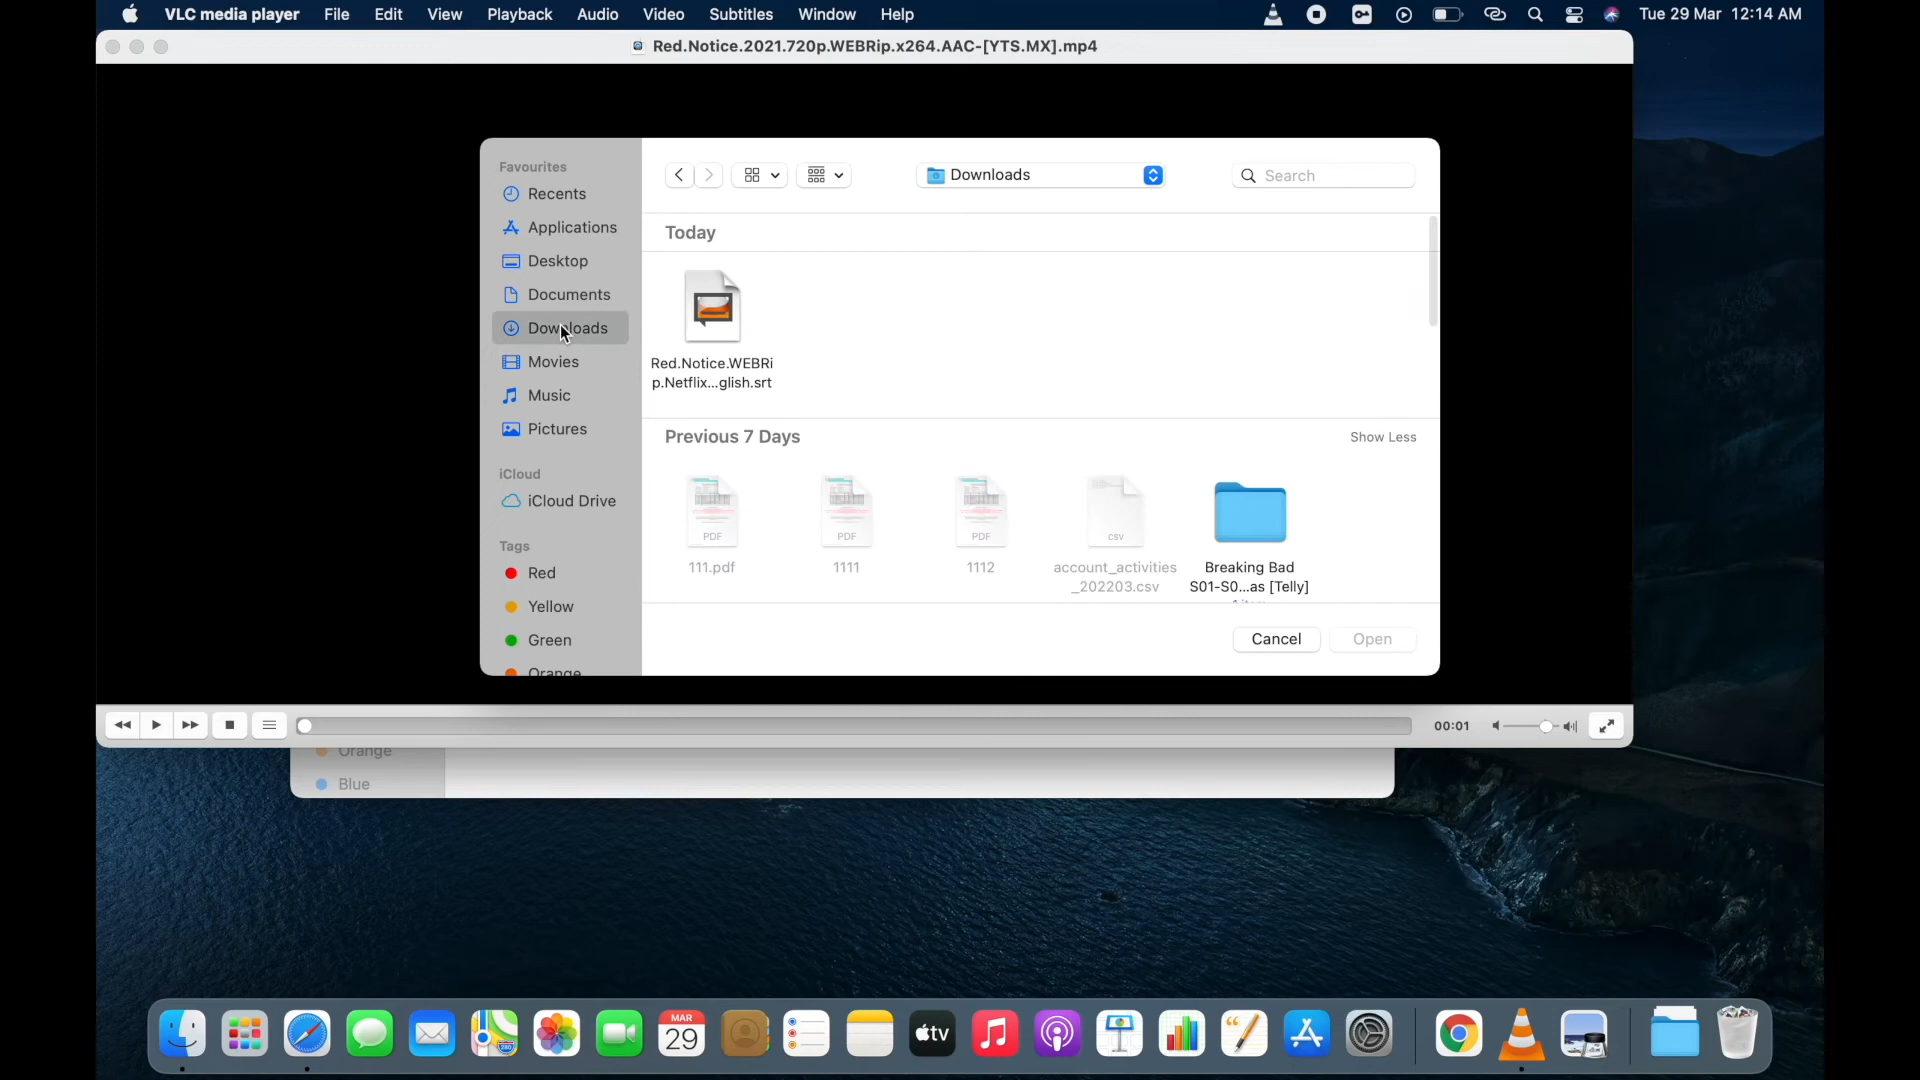 VLC media player File Edit View Playback Audio Video Subtitles Window Help Tue 29 Mar 12:14 AM
Red.Notice.2021.720p.WEBRip.x264.AAC-[YTS.MX].mp4
Favourites
Recents
Applications
Desktop
Documents
Downloads
Movies
Music
Pictures
iCloud
iCloud Drive
Tags
Red
Yellow
Green
Orange
Downloads
Search
Today
Red.Notice.WEBRi
p.Netflix...glish.srt
Previous 7 Days
Show Less
PDF PDF PDF csv
111.pdf 1111 1112 account_activities Breaking Bad
_202203.csv S01-S0...as [Telly]
Cancel Open
00:01
Orange
Blue
MAR
29
280
tv